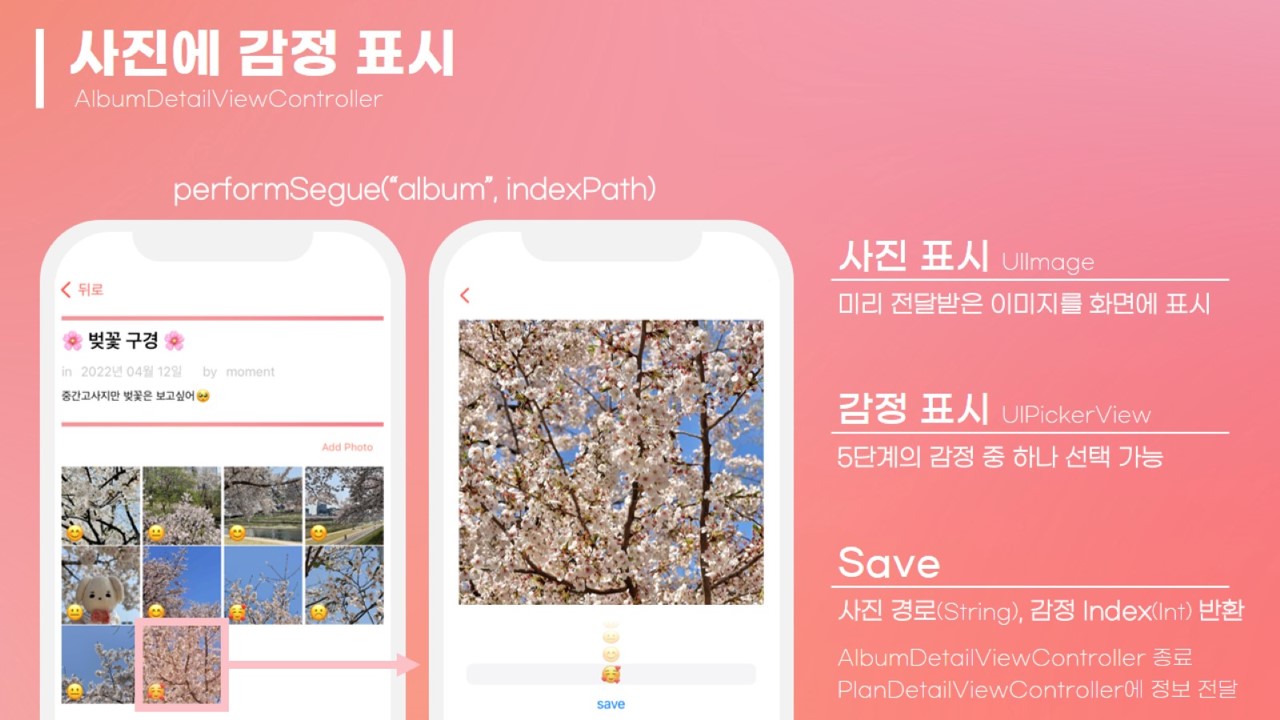 사진에 감정 표시
AlbumDetailViewController
performSegue(“album”, indexPath)
뒤로
🌸 벚꽃 구경 🌸
in 2022년 04월 12일 by moment
중간고사지만 벚꽃은 보고싶어🥺
Add Photo
save
사진 표시 UIImage
미리 전달받은 이미지를 화면에 표시
감정 표시 UIPickerView
5단계의 감정 중 하나 선택 가능
Save
사진 경로(String), 감정 Index(Int) 반환
AlbumDetailViewController 종료
PlanDetailViewController에 정보 전달